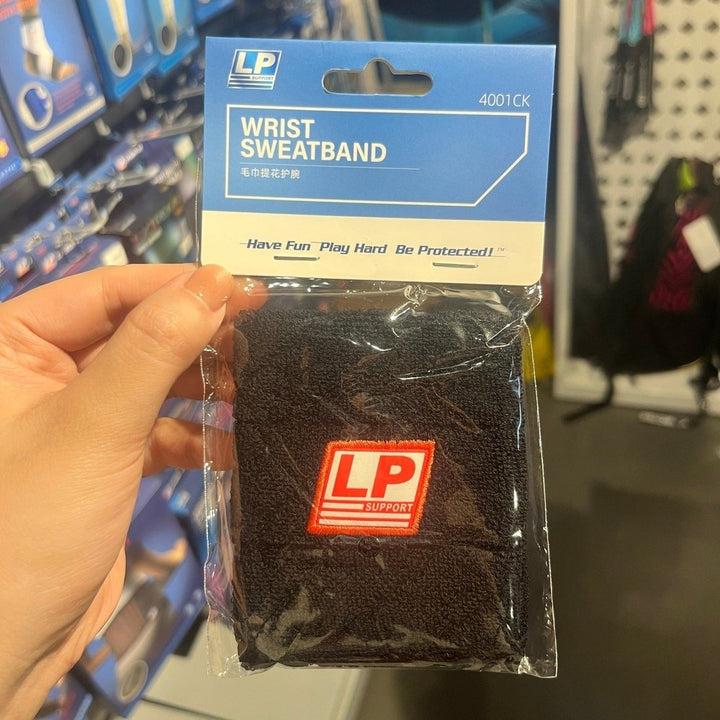 LP
SUPPORT
4001CK
WRIST
SWEATBAND
毛巾提花护腕
Have Fun Play Hard Be Protected! ™
LP
SUPPORT